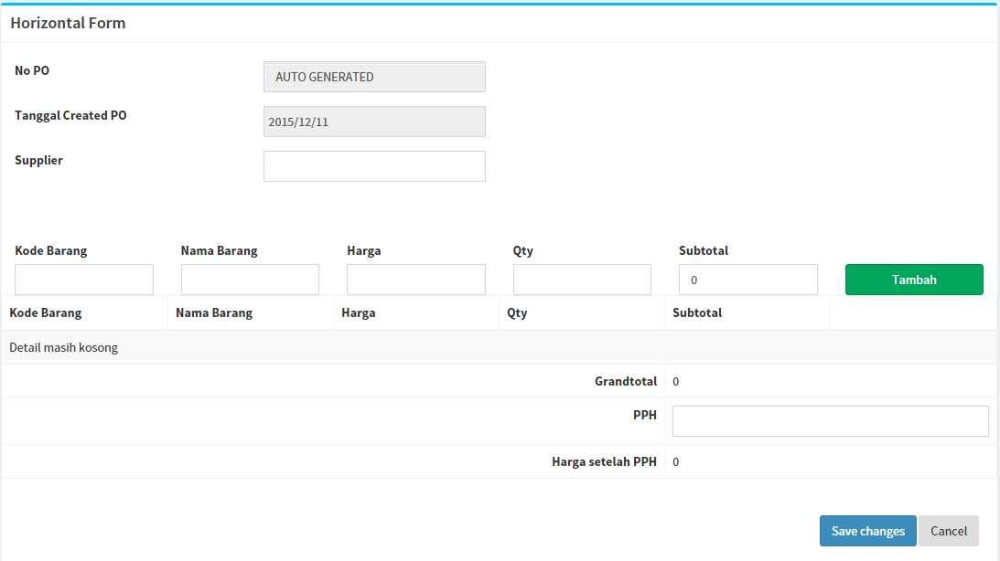 Horizontal Form
No PO
AUTO GENERATED
Tanggal Created PO
2015/12/11
Supplier
Kode Barang Nama Barang Harga Qty Subtotal
0 Tambah
Kode Barang Nama Barang Harga Qty Subtotal
Detail masih kosong
Grandtotal 0
PPH
Harga setelah PPH 0
Save changes Cancel